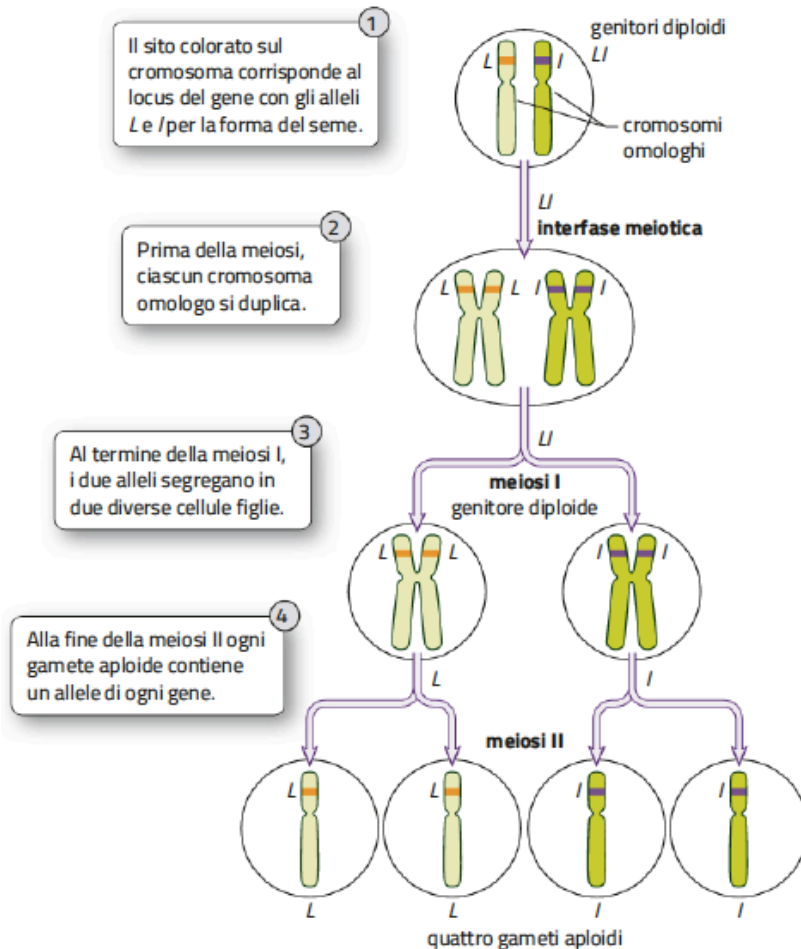 1
Il sito colorato sul
cromosoma corrisponde al
locus del gene con gli alleli
L e l per la forma del seme.
genitori diploidi
Ll
L
l
cromosomi
omologhi
Ll
interfase meiotica
2
Prima della meiosi,
ciascun cromosoma
omologo si duplica.
L L l l
3
Al termine della meiosi I,
i due alleli segregano in
due diverse cellule figlie.
Ll
meiosi I
genitore diploide
L L l l
4
Alla fine della meiosi II ogni
gamete aploide contiene
un allele di ogni gene.
L l
meiosi II
L L l l
L L l l
quattro gameti aploidi